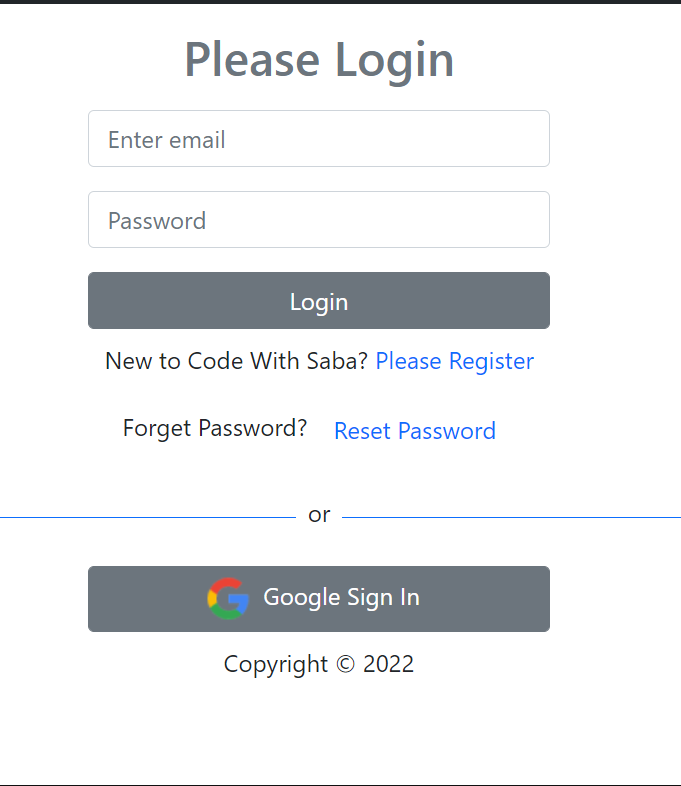 Please Login
Enter email
Password
Login
New to Code With Saba? Please Register
Forget Password? Reset Password
or
Google Sign In
Copyright © 2022